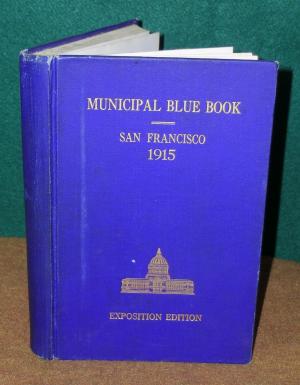 MUNICIPAL BLUE BOOK
SAN FRANCISCO
1915
EXPOSITION EDITION